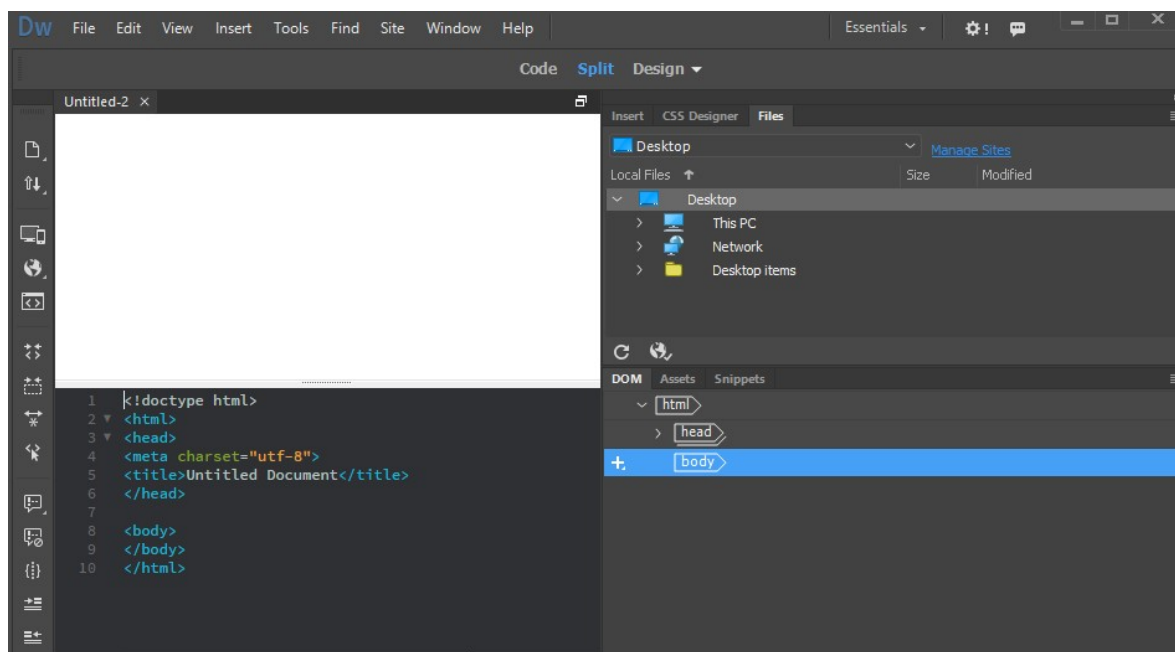 Dw File Edit View Insert Tools Find Site Window Help Essentials
Code Split Design
Untitled-2
Insert CSS Designer Files
Desktop Manage Sites
Local Files Size Modified
Desktop
This PC
Network
Desktop items
DOM Assets Snippets
html
head
body
1 <!doctype html>
2 <html>
3 <head>
4 <meta charset="utf-8">
5 <title>Untitled Document</title>
6 </head>
7
8 <body>
9 </body>
10 </html>